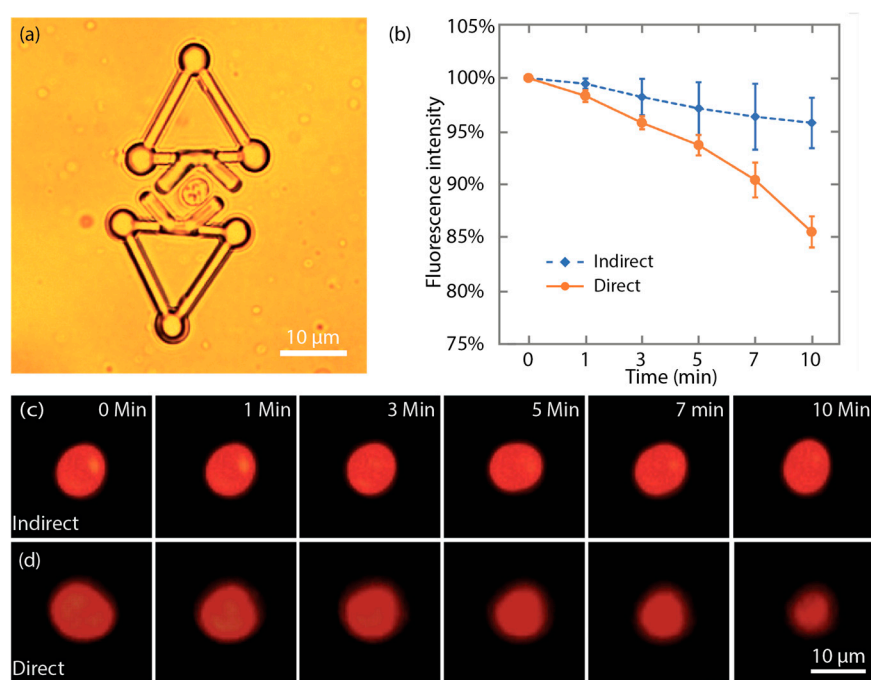 (a)
10 μm
(b)
105%
100%
95%
90%
85%
80%
75%
Fluorescence intensity
Indirect
Direct
0 1 3 5 7 10
Time (min)
(c)
0 Min
1 Min
3 Min
5 Min
7 min
10 Min
Indirect
(d)
Direct
10 μm